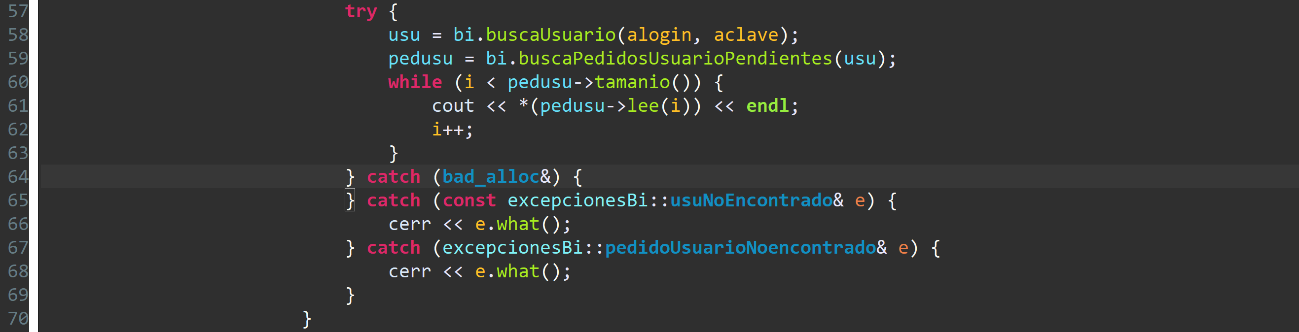 57 try {
58 usu = bi.buscaUsuario(alogin, aclave);
59 pedusu = bi.buscaPedidosUsuarioPendientes(usu);
60 while (i < pedusu->tamanio()) {
61 cout << *(pedusu->lee(i)) << endl;
62 i++;
63 }
64 } catch (bad_alloc&) {
65 } catch (const excepcionesBi::usuNoEncontrado& e) {
66 cerr << e.what();
67 } catch (excepcionesBi::pedidoUsuarioNoencontrado& e) {
68 cerr << e.what();
69 }
70 }